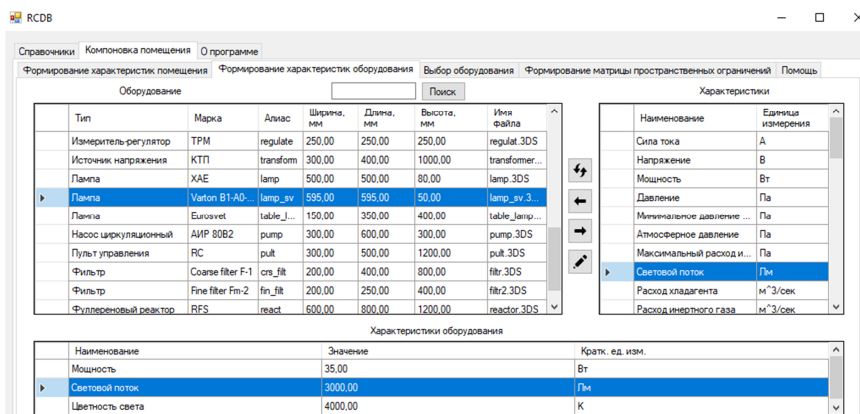 RCDB
Справочники Компоновка помещения О программе
Формирование характеристик помещения Формирование характеристик оборудования Выбор оборудования Формирование матрицы пространственных ограничений Помощь
Оборудование Поиск Характеристики
Тип Марка Алиас Ширина, мм Длина, мм Высота, мм Имя файла Наименование Единица измерения
Измеритель-регулятор ТРМ regulate 250,00 250,00 250,00 regulat.3DS Сила тока А
Источник напряжения КТП transform 300,00 400,00 1000,00 transformer... Напряжение В
Лампа XAE lamp 500,00 500,00 80,00 lamp.3DS Мощность Вт
Лампа Varton B1-A0-... lamp_sv 595,00 595,00 50,00 lamp_sv.3... Давление Па
Лампа Eurosvet table_l... 150,00 350,00 400,00 table_lamp... Минимальное давление ... Па
Насос циркуляционный АИР 80В2 pump 300,00 600,00 300,00 pump.3DS Атмосферное давление Па
Пульт управления RC pult 300,00 500,00 1200,00 pult.3DS Максимальный расход и... Па
Фильтр Coarse filter F-1 crs_filt 200,00 400,00 800,00 filtr.3DS Световой поток Лм
Фильтр Fine filter Fm-2 fin_filt 200,00 250,00 400,00 filtr2.3DS Расход хладагента м^3/сек
Фуллереновый реактор RFS react 600,00 800,00 1200,00 reactor.3DS Расход инертного газа м^3/сек
Характеристики оборудования
Наименование Значение Кратк. ед. изм.
Мощность 35,00 Вт
Световой поток 3000,00 Лм
Цветность света 4000,00 К